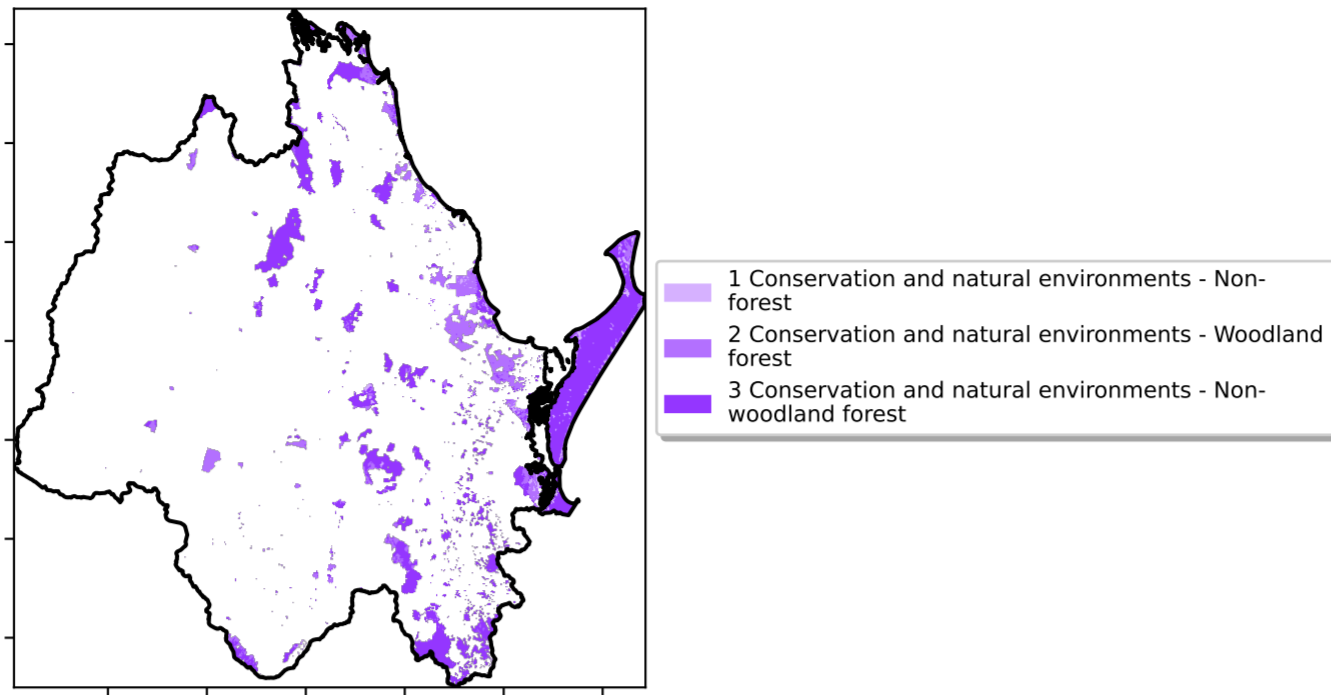 1 Conservation and natural environments - Non-
forest
2 Conservation and natural environments - Woodland
forest
3 Conservation and natural environments - Non-
woodland forest